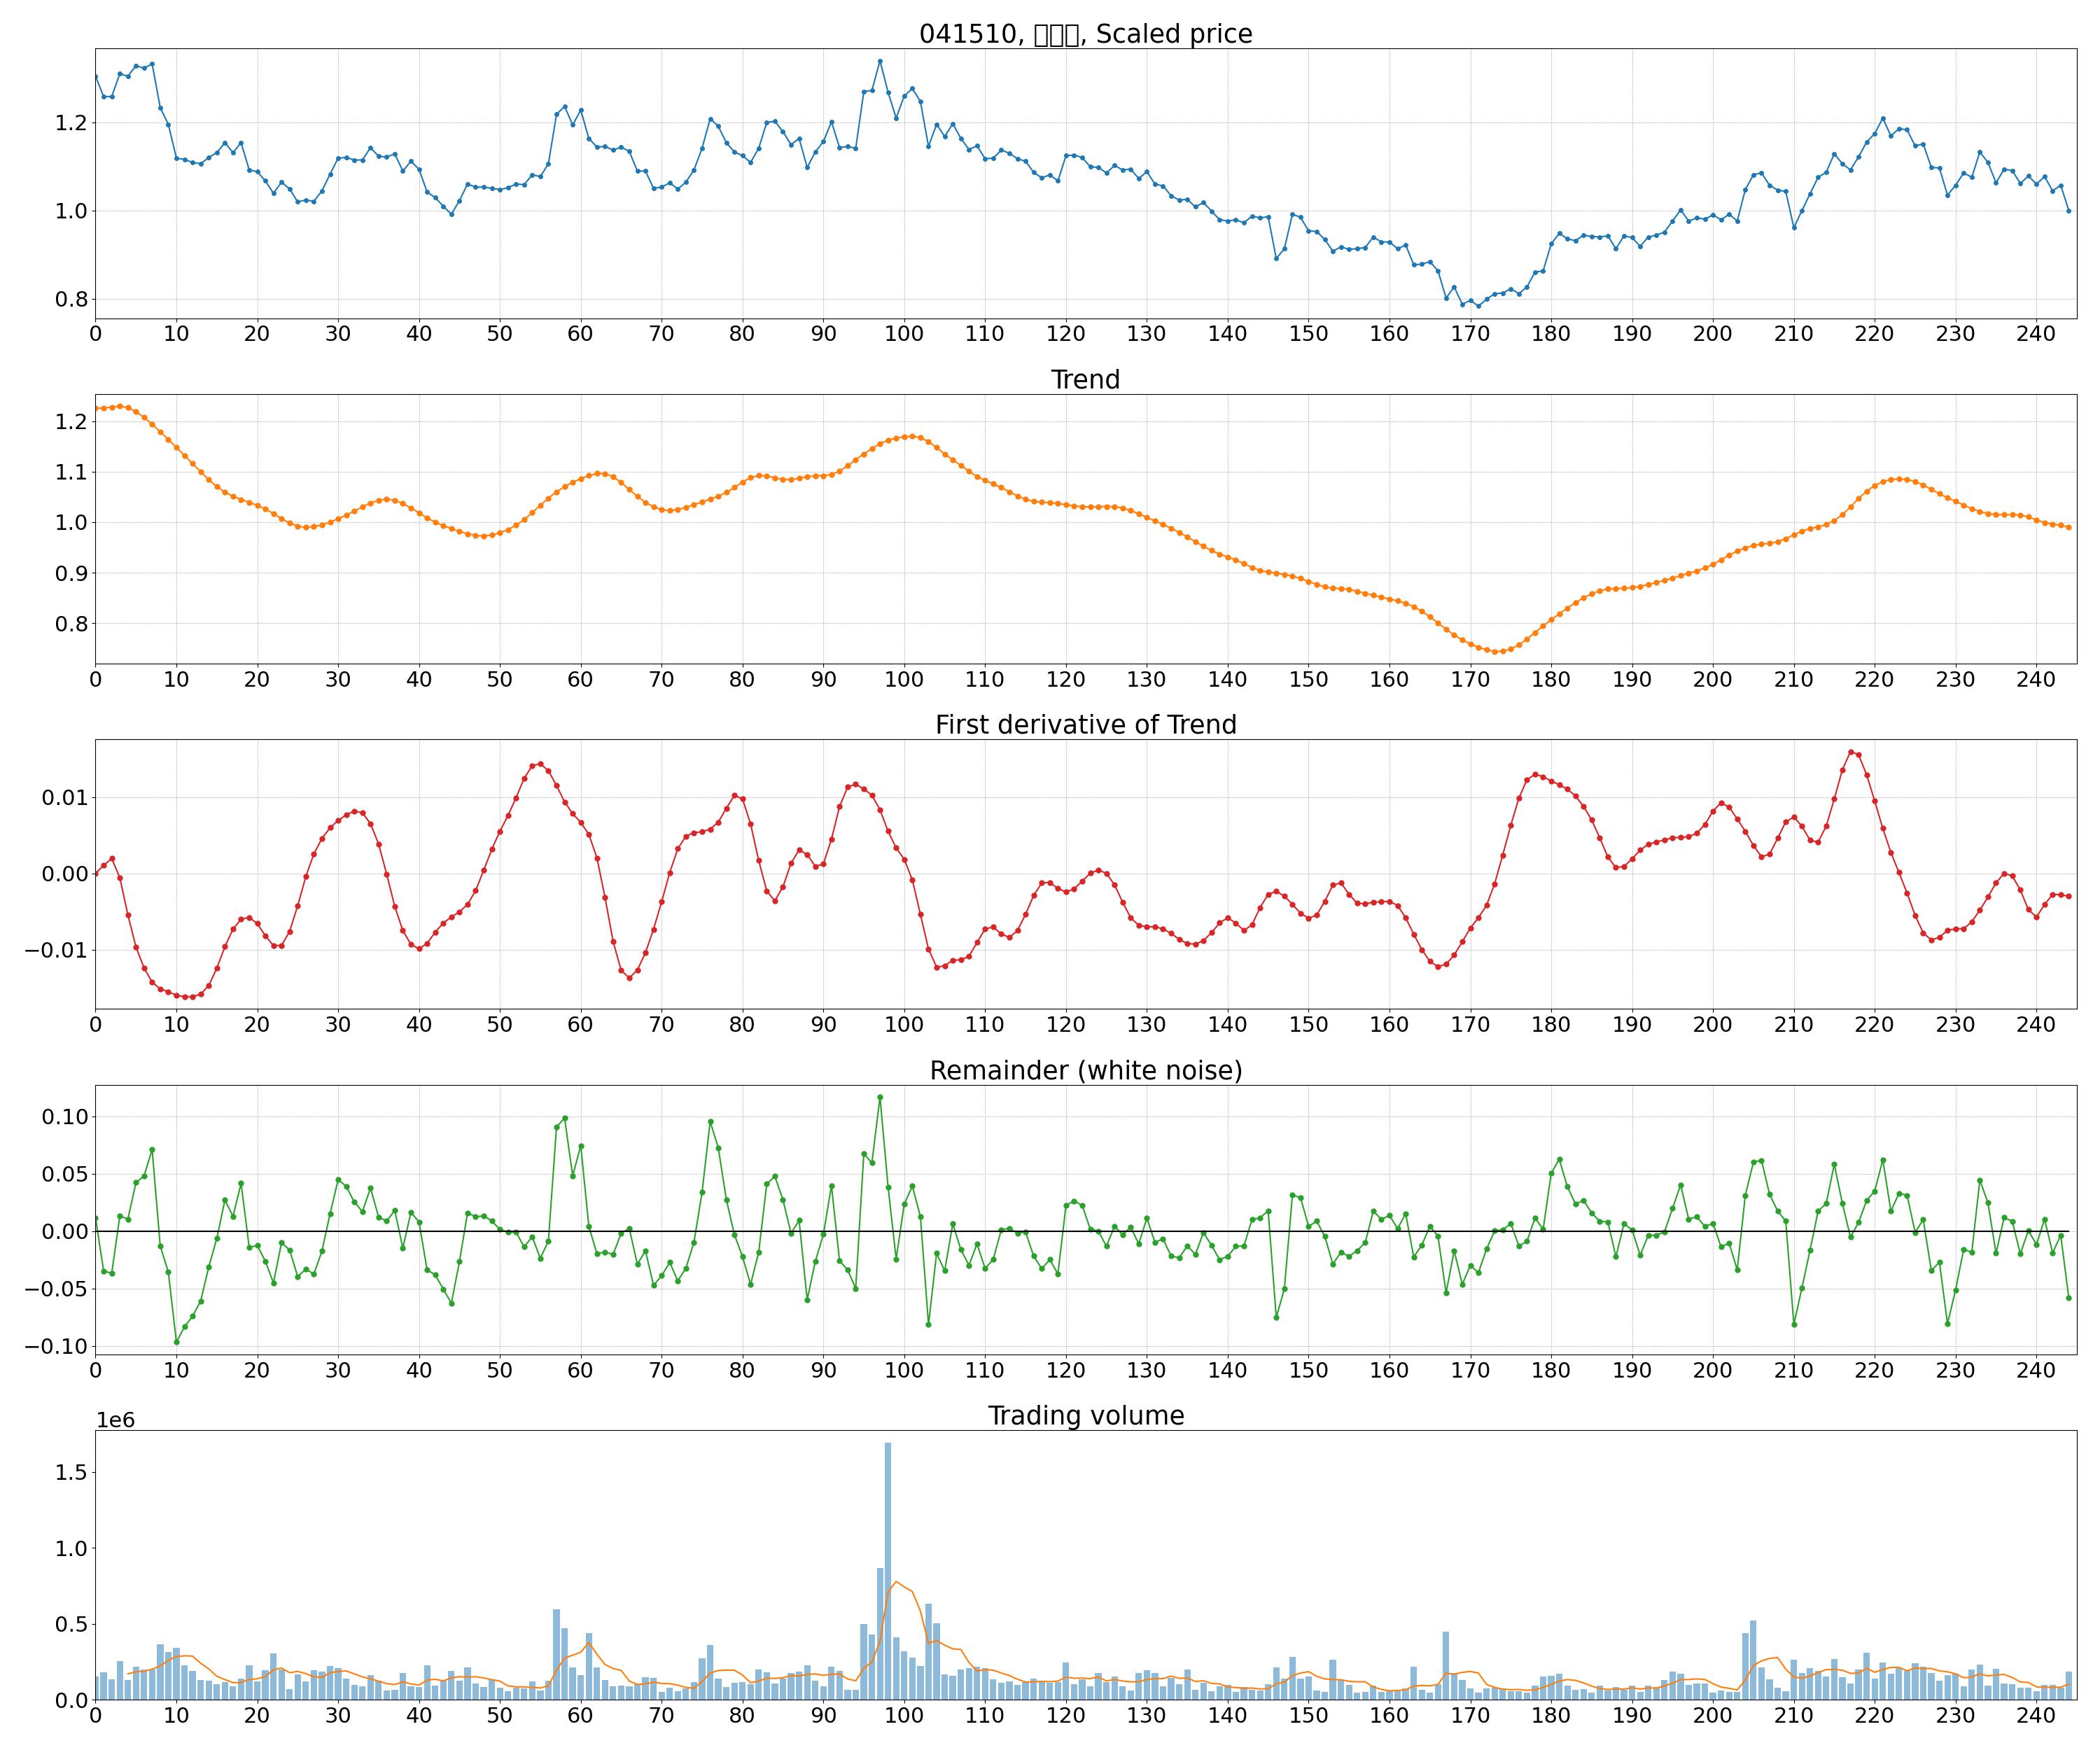 041510, □□□, Scaled price
1.2
1.0
0.8
0 10 20 30 40 50 60 70 80 90 100 110 120 130 140 150 160 170 180 190 200 210 220 230 240
Trend
1.2
1.1
1.0
0.9
0.8
0 10 20 30 40 50 60 70 80 90 100 110 120 130 140 150 160 170 180 190 200 210 220 230 240
First derivative of Trend
0.01
0.00
−0.01
0 10 20 30 40 50 60 70 80 90 100 110 120 130 140 150 160 170 180 190 200 210 220 230 240
Remainder (white noise)
0.10
0.05
0.00
−0.05
−0.10
0 10 20 30 40 50 60 70 80 90 100 110 120 130 140 150 160 170 180 190 200 210 220 230 240
Trading volume
1e6
1.5
1.0
0.5
0.0
0 10 20 30 40 50 60 70 80 90 100 110 120 130 140 150 160 170 180 190 200 210 220 230 240